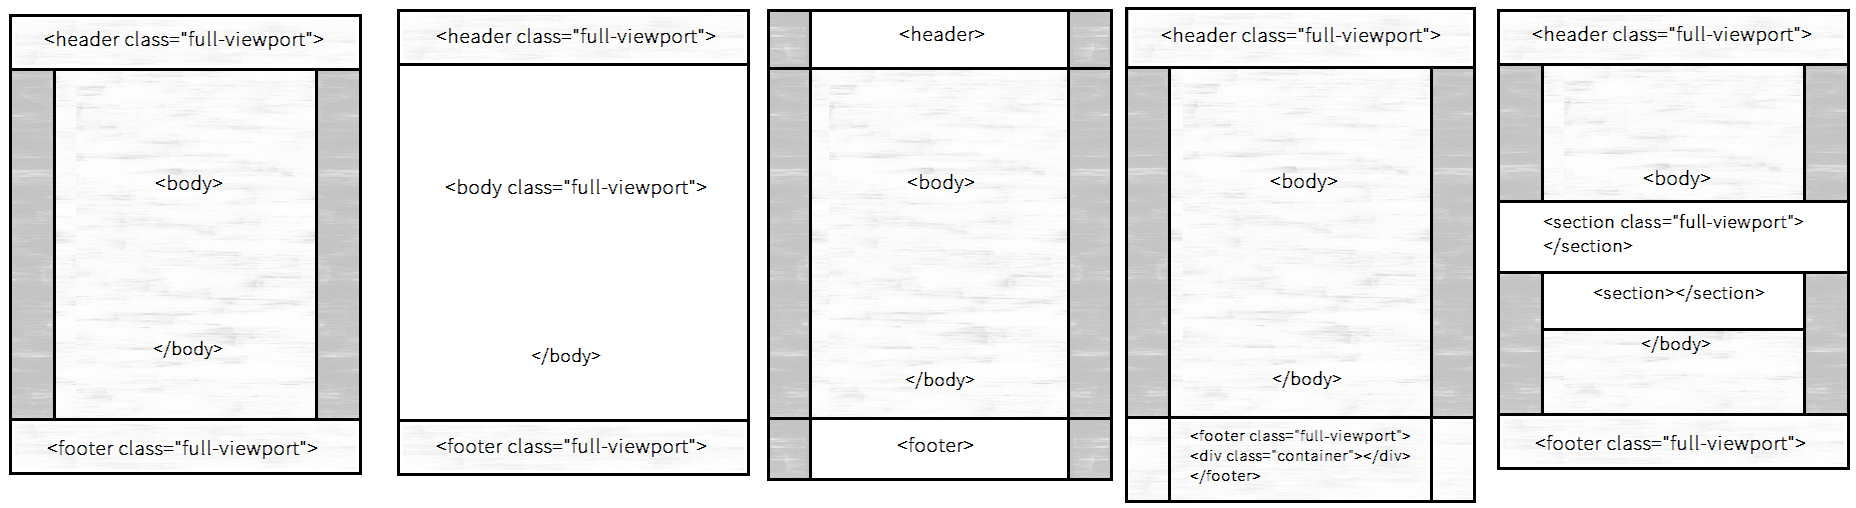 <header class="full-viewport">
<body>
</body>
<footer class="full-viewport">
<header class="full-viewport">
<body class="full-viewport">
</body>
<footer class="full-viewport">
<header>
<body>
</body>
<footer>
<header class="full-viewport">
<body>
</body>
<footer class="full-viewport">
<div class="container"></div>
</footer>
<header class="full-viewport">
<body>
<section class="full-viewport">
</section>
<section></section>
</body>
<footer class="full-viewport">